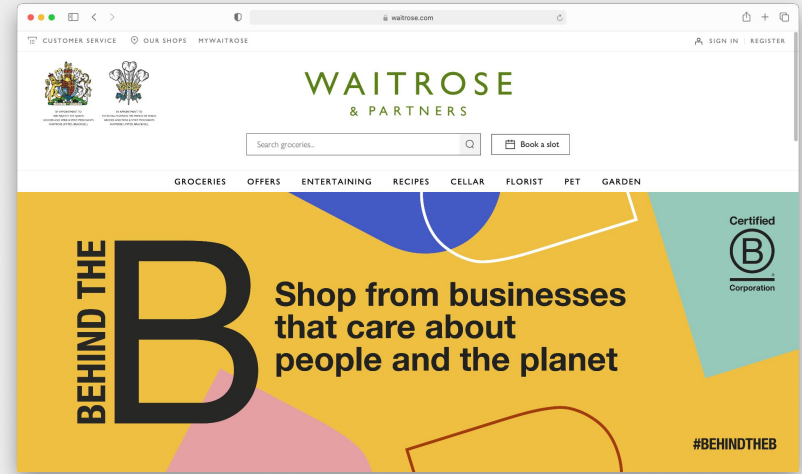 waitrose.com
CUSTOMER SERVICE OUR SHOPS MYWAITROSE
SIGN IN REGISTER
WAITROSE
& PARTNERS
Search groceries..
Book a slot
GROCERIES OFFERS ENTERTAINING RECIPES CELLAR FLORIST PET GARDEN
BEHIND THE
B
Shop from businesses
that care about
people and the planet
Certified
B
Corporation
#BEHINDTHEB